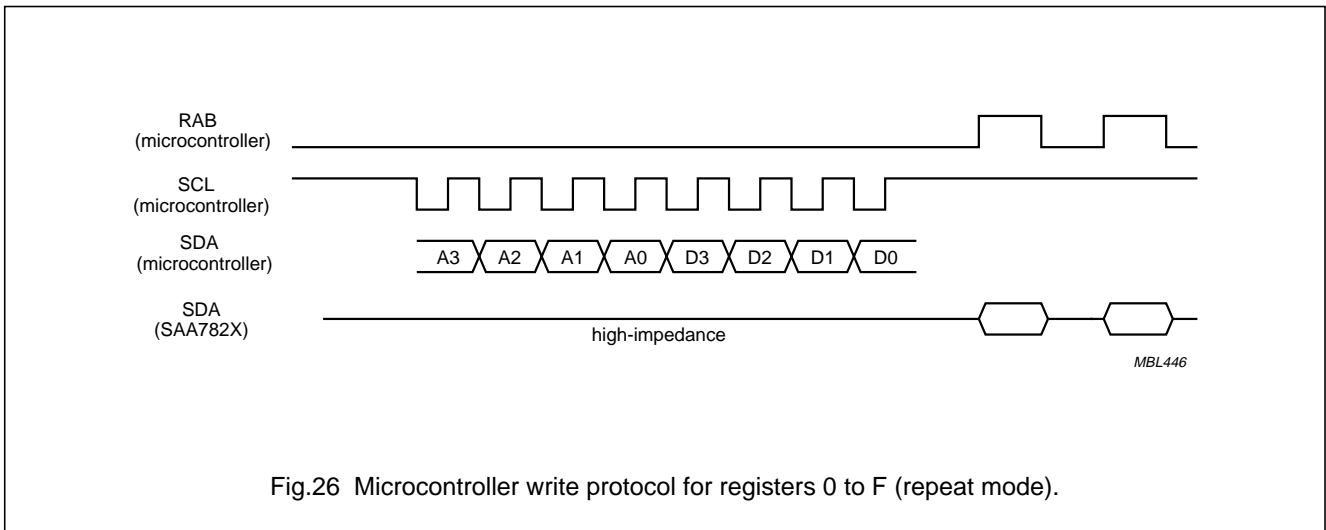 RAB
(microcontroller)
SCL
(microcontroller)
SDA
(microcontroller)
A3 A2 A1 A0 D3 D2 D1 D0
SDA
(SAA782X)
high-impedance
MBL446
Fig.26 Microcontroller write protocol for registers 0 to F (repeat mode).